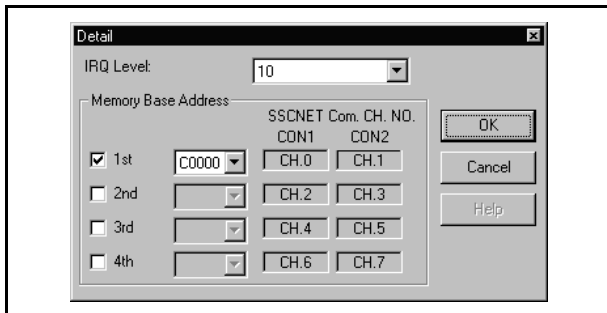 Detail
IRQ Level: 10
Memory Base Address
SSCNET Com. CH. NO.
CON1 CON2
1st C0000 CH.0 CH.1
2nd CH.2 CH.3
3rd CH.4 CH.5
4th CH.6 CH.7
OK
Cancel
Help